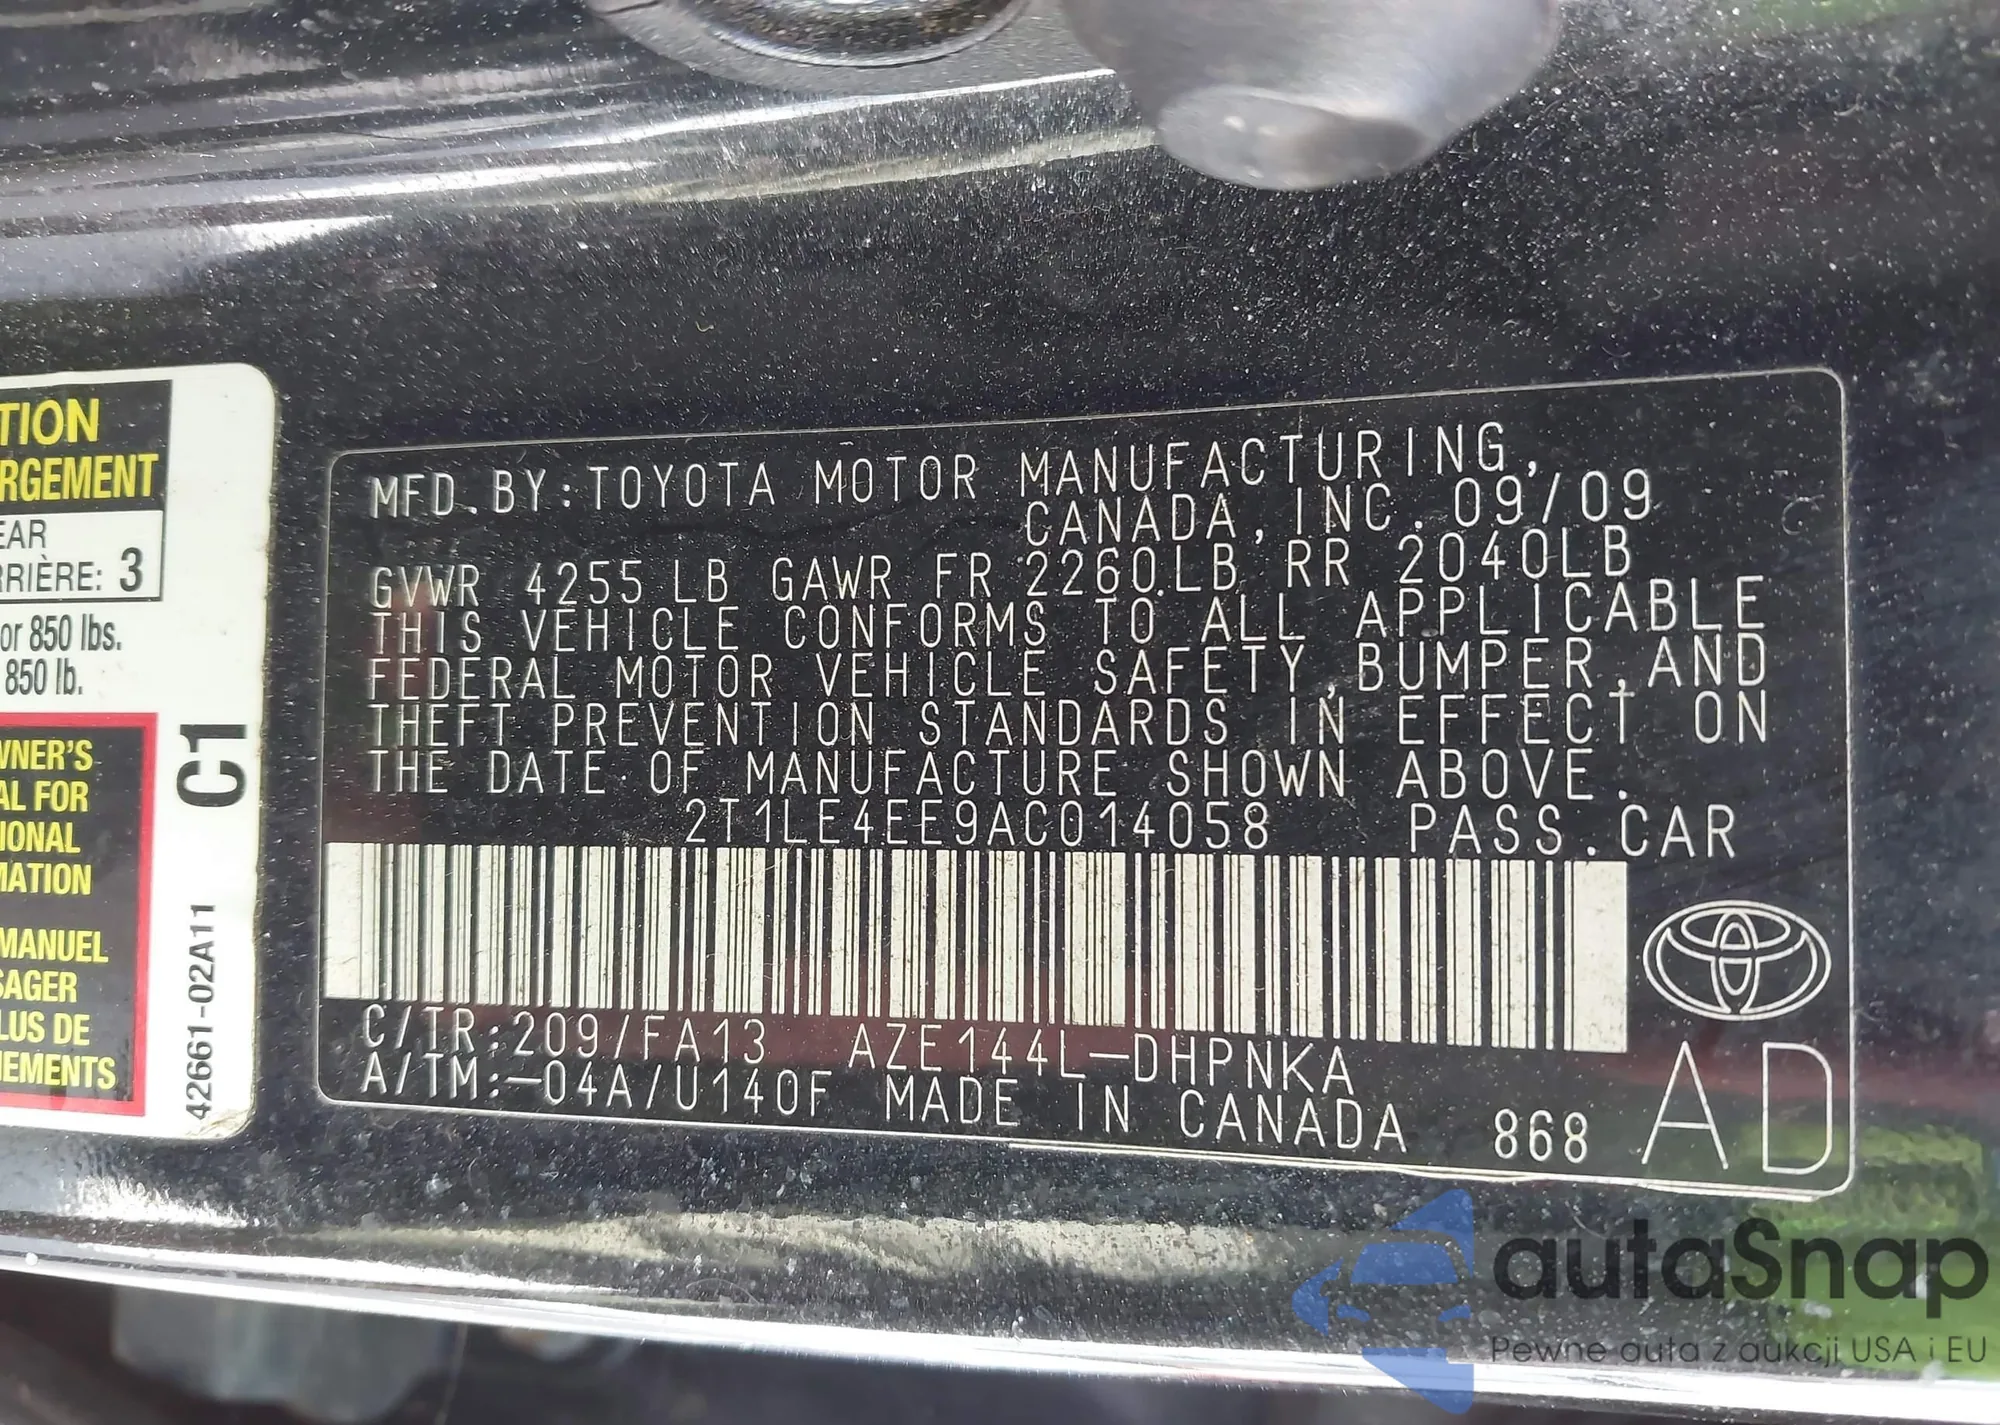 TION
RGEMENT
EAR
RRIÈRE: 3
or 850 lbs.
850 lb.
WNER'S
AL FOR
IONAL
MATION
MANUEL
SAGER
LUS DE
NEMENTS
C1
42661-02A11
MFD.BY:TOYOTA MOTOR MANUFACTURING,
CANADA,INC. 09/09
GVWR 4255 LB GAWR FR 2260LB RR 2040LB
THIS VEHICLE CONFORMS TO ALL APPLICABLE
FEDERAL MOTOR VEHICLE SAFETY,BUMPER,AND
THEFT PREVENTION STANDARDS IN EFFECT ON
THE DATE OF MANUFACTURE SHOWN ABOVE.
2T1LE4EE9AC014058 PASS.CAR
C/TR:209/FA13 AZE144L-DHPNKA
A/TM:-04A/U140F MADE IN CANADA 868 AD
autaSnap
Pewne auta z aukcji USA i EU